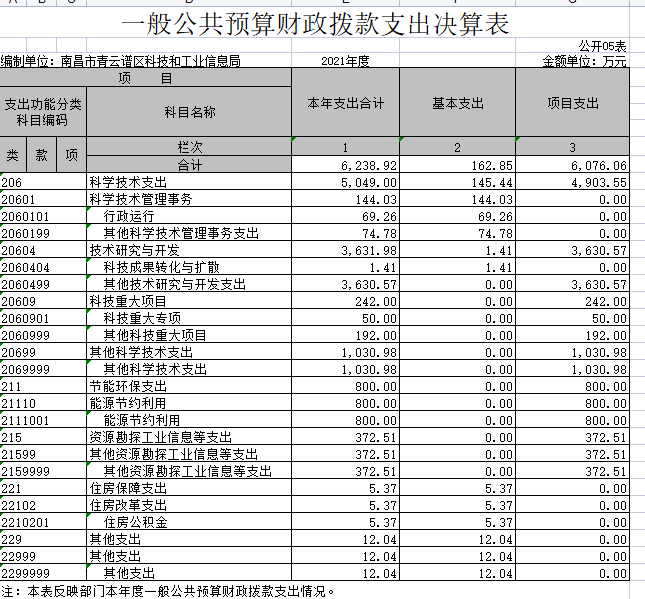 一般公共预算财政拨款支出决算表
公开05表
编制单位：南昌市青云谱区科技和工业信息局 2021年度 金额单位：万元
项 目 本年支出合计 基本支出 项目支出
支出功能分类科目编码 科目名称
类 款 项 栏次 1 2 3
合计 6,238.92 162.85 6,076.06
206 科学技术支出 5,049.00 145.44 4,903.55
20601 科学技术管理事务 144.03 144.03 0.00
2060101 行政运行 69.26 69.26 0.00
2060199 其他科学技术管理事务支出 74.78 74.78 0.00
20604 技术研究与开发 3,631.98 1.41 3,630.57
2060404 科技成果转化与扩散 1.41 1.41 0.00
2060499 其他技术研究与开发支出 3,630.57 0.00 3,630.57
20609 科技重大项目 242.00 0.00 242.00
2060901 科技重大专项 50.00 0.00 50.00
2060999 其他科技重大项目 192.00 0.00 192.00
20699 其他科学技术支出 1,030.98 0.00 1,030.98
2069999 其他科学技术支出 1,030.98 0.00 1,030.98
211 节能环保支出 800.00 0.00 800.00
21110 能源节约利用 800.00 0.00 800.00
2111001 能源节约利用 800.00 0.00 800.00
215 资源勘探工业信息等支出 372.51 0.00 372.51
21599 其他资源勘探工业信息等支出 372.51 0.00 372.51
2159999 其他资源勘探工业信息等支出 372.51 0.00 372.51
221 住房保障支出 5.37 5.37 0.00
22102 住房改革支出 5.37 5.37 0.00
2210201 住房公积金 5.37 5.37 0.00
229 其他支出 12.04 12.04 0.00
22999 其他支出 12.04 12.04 0.00
2299999 其他支出 12.04 12.04 0.00
注：本表反映部门本年度一般公共预算财政拨款支出情况。